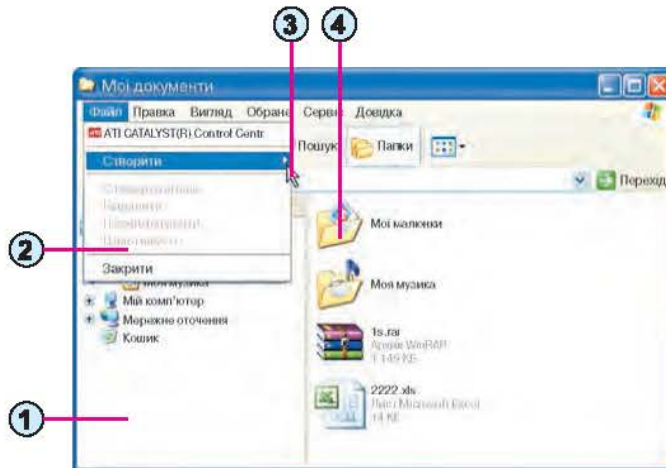 3 4
Мої документи
Файл Правка Вигляд Обране Сервіс Довідка
ATI CATALYST(R) Control Centr
Пошук Папки
Створити
Перехід
Мої малюнки
2
Закрити
Моя музика
Моя музика
Мій комп'ютер
Мережне оточення
Кошик
1s.rar
Архив WinRAR
1 149 КБ
2222.xls
Лист Microsoft Excel
14 КБ
1